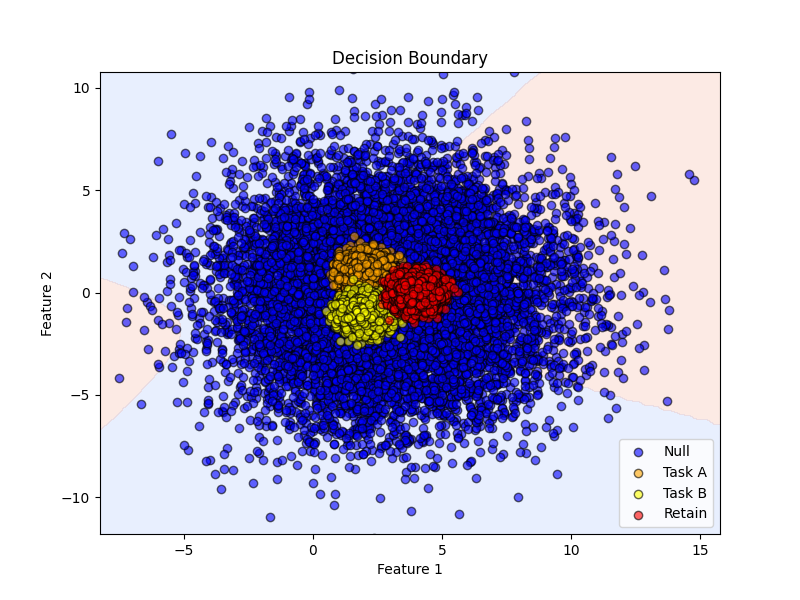 Decision Boundary
10
5
0
−5
−10
Feature 2
−5
0
5
10
15
Feature 1
Null
Task A
Task B
Retain